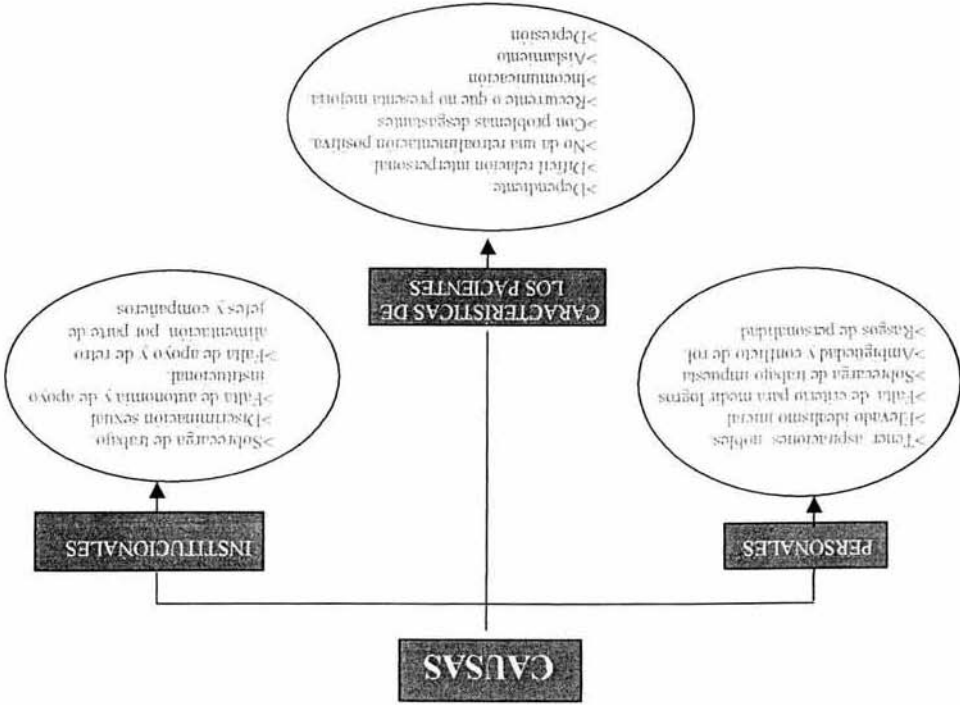 CAUSAS
PERSONALES
>Tener aspiraciones nobles.
>Elevado idealismo inicial
>Falta de criterio para medir logros
>Sobrecarga de trabajo impuesta
>Ambigüedad y conflicto de rol.
>Rasgos de personalidad
CARACTERISTICAS DE
LOS PACIENTES
>Dependiente.
>Difícil relación interpersonal.
>No da una retroalimentación positiva.
>Con problemas desgastantes
>Recurrente o que no presenta mejoría
>Incomunicación
>Aislamiento
>Depresión
INSTITUCIONALES
>Sobrecarga de trabajo
>Discriminación sexual
>Falta de autonomía y de apoyo
institucional.
>Falta de apoyo y de retro
alimentación por parte de
jefes y compañeros